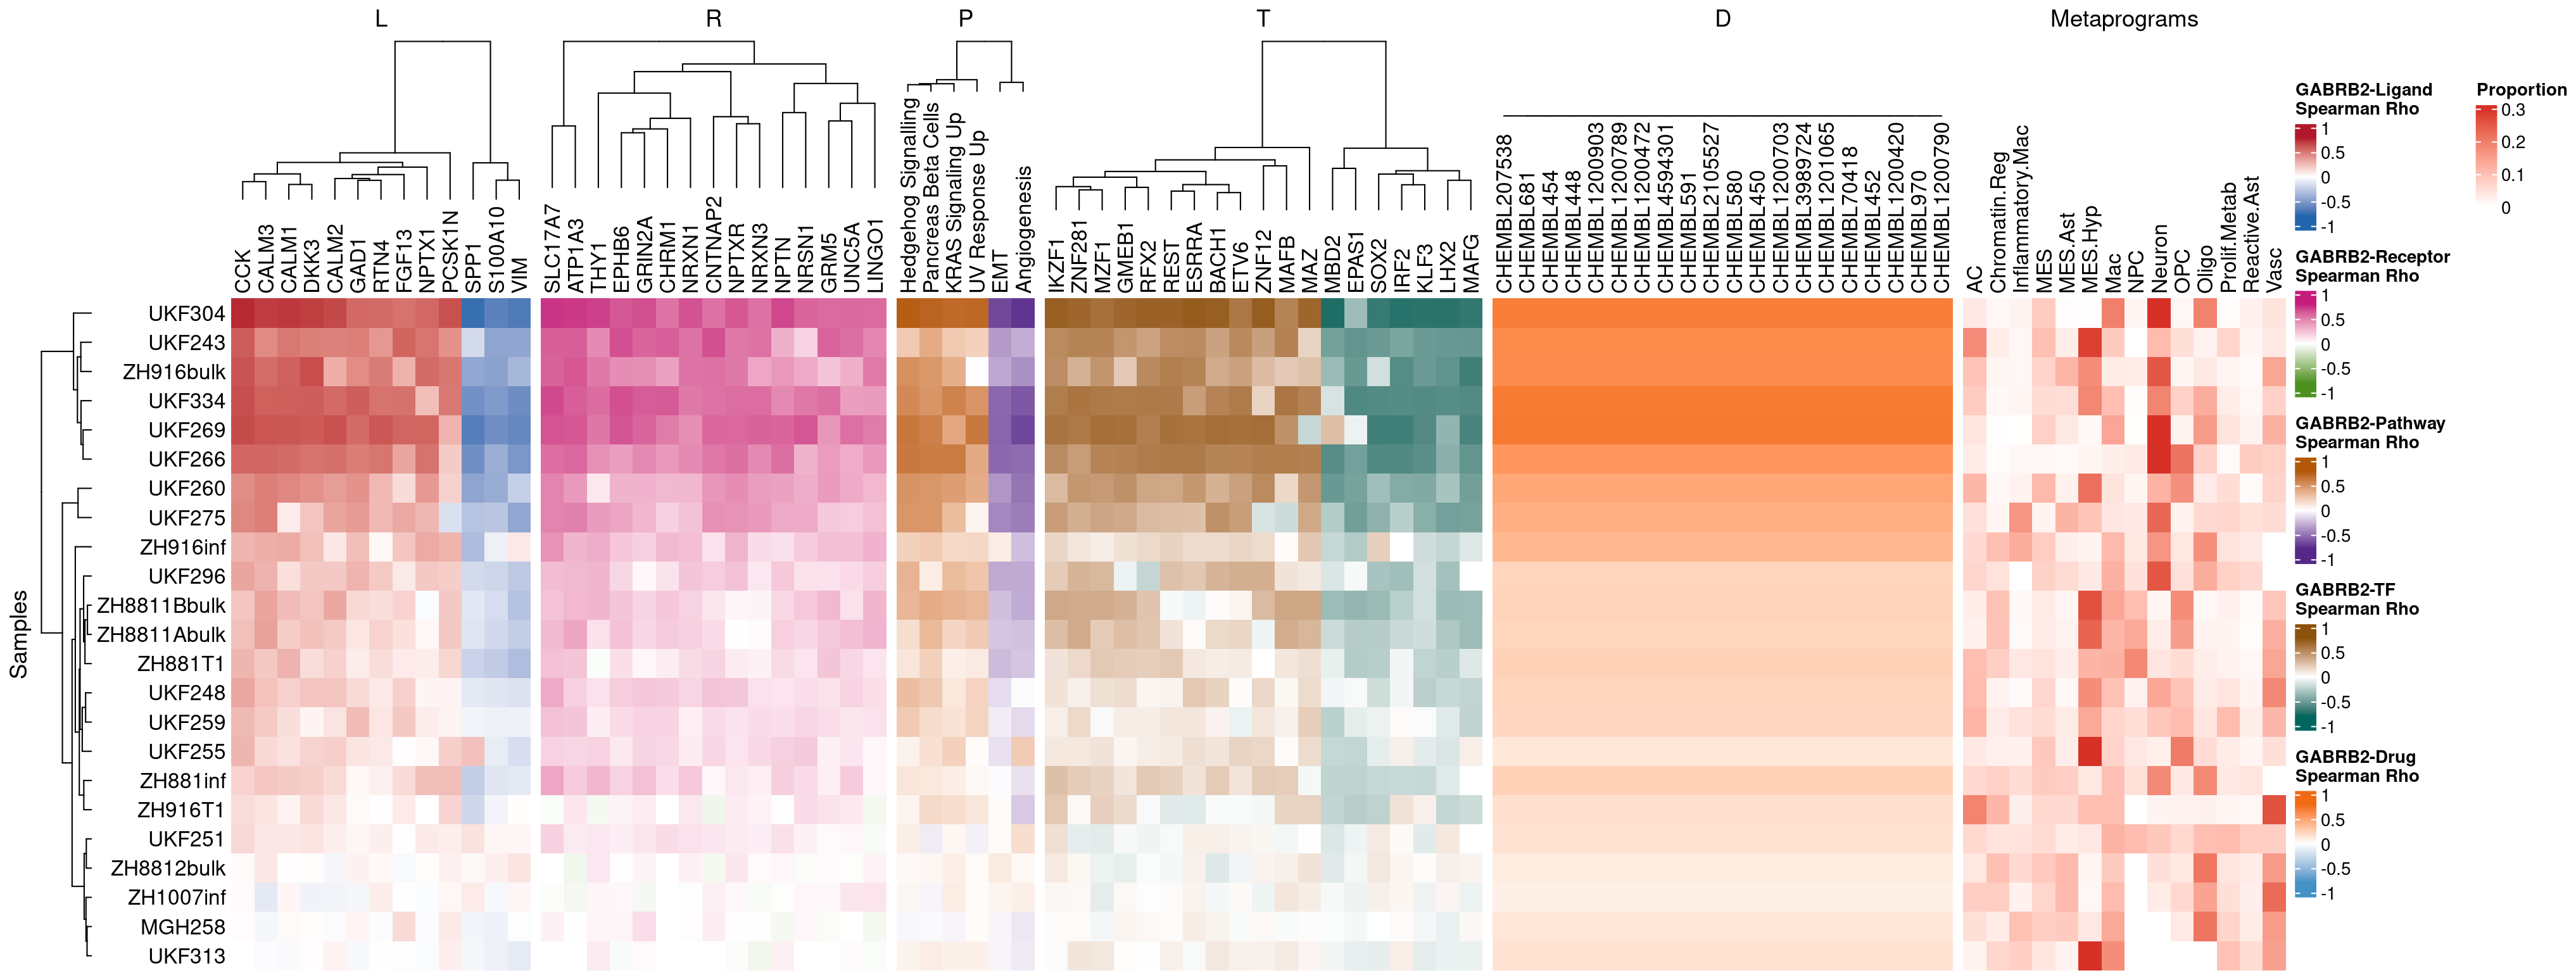 L
R
P
T
D
Metaprograms
CCK
CALM3
CALM1
DKK3
CALM2
GAD1
RTN4
FGF13
NPTX1
PCSK1N
SPP1
S100A10
VIM
SLC17A7
ATP1A3
THY1
EPHB6
GRIN2A
CHRM1
NRXN1
CNTNAP2
NPTXR
NRXN3
NPTN
NRSN1
GRM5
UNC5A
LINGO1
Hedgehog Signalling
Pancreas Beta Cells
KRAS Signaling Up
UV Response Up
EMT
Angiogenesis
IKZF1
ZNF281
MZF1
GMEB1
RFX2
REST
ESRRA
BACH1
ETV6
ZNF12
MAFB
MAZ
MBD2
EPAS1
SOX2
IRF2
KLF3
LHX2
MAFG
CHEMBL207538
CHEMBL681
CHEMBL454
CHEMBL448
CHEMBL1200903
CHEMBL1200789
CHEMBL1200472
CHEMBL4594301
CHEMBL591
CHEMBL2105527
CHEMBL580
CHEMBL450
CHEMBL1200703
CHEMBL3989724
CHEMBL1201065
CHEMBL70418
CHEMBL452
CHEMBL1200420
CHEMBL970
CHEMBL1200790
AC
Chromatin.Reg
Inflammatory.Mac
MES
MES.Ast
MES.Hyp
Mac
NPC
Neuron
OPC
Oligo
Prolif.Metab
Reactive.Ast
Vasc
Samples
UKF304
UKF243
ZH916bulk
UKF334
UKF269
UKF266
UKF260
UKF275
ZH916inf
UKF296
ZH8811Bbulk
ZH8811Abulk
ZH881T1
UKF248
UKF259
UKF255
ZH881inf
ZH916T1
UKF251
ZH8812bulk
ZH1007inf
MGH258
UKF313
GABRB2-Ligand
Spearman Rho
1
0.5
0
-0.5
-1
GABRB2-Receptor
Spearman Rho
1
0.5
0
-0.5
-1
GABRB2-Pathway
Spearman Rho
1
0.5
0
-0.5
-1
GABRB2-TF
Spearman Rho
1
0.5
0
-0.5
-1
GABRB2-Drug
Spearman Rho
1
0.5
0
-0.5
-1
Proportion
0.3
0.2
0.1
0